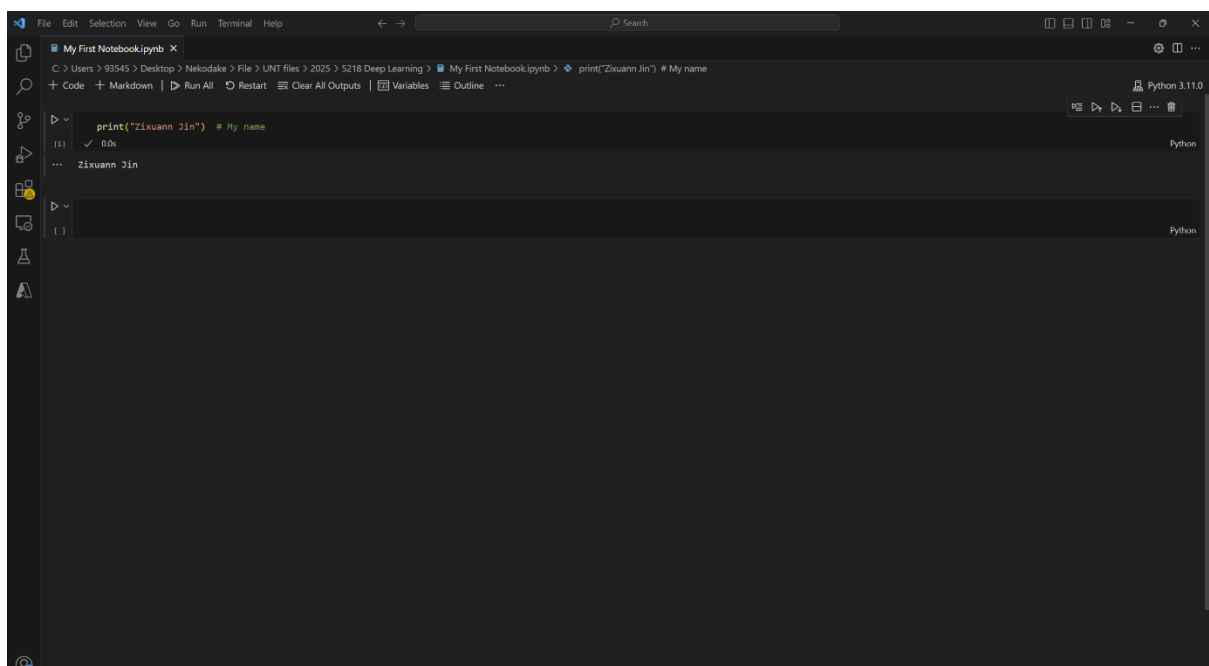 File Edit Selection View Go Run Terminal Help Search
My First Notebook.ipynb
C: > Users > 93545 > Desktop > Nekodake > File > UNT files > 2025 > 5218 Deep Learning > My First Notebook.ipynb > print("Zixuann Jin") # My name
+ Code + Markdown | Run All Restart Clear All Outputs | Variables Outline ... Python 3.11.0
print("Zixuann Jin") # My name
[1] ✓ 0.0s Python
... Zixuann Jin
[ ] Python